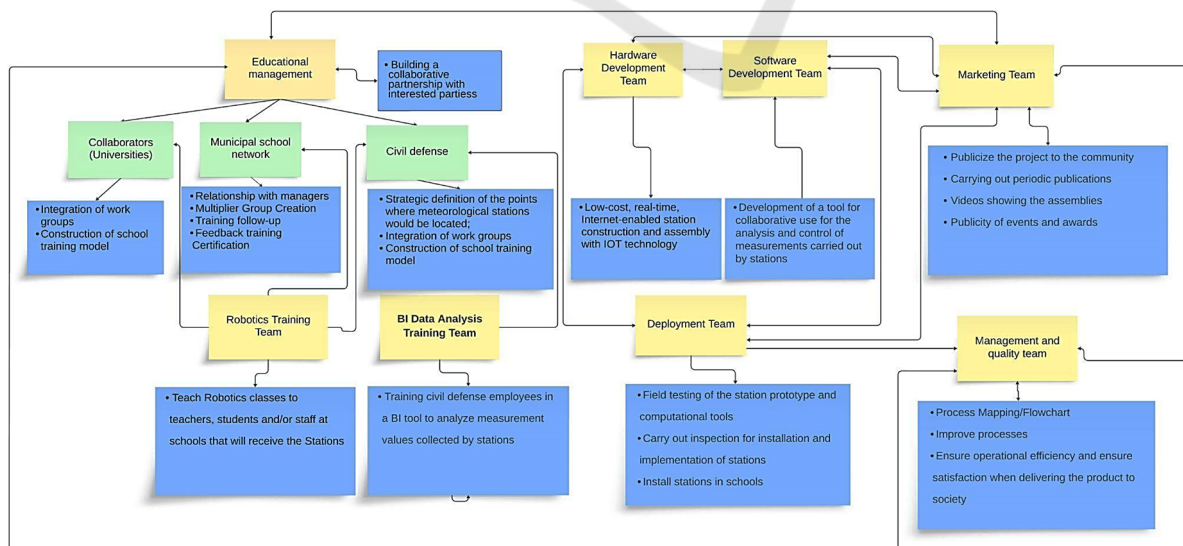 Educational
management
• Building a
collaborative
partnership with
interested partiess
Hardware
Development
Team
Software
Development Team
Marketing Team
Collaborators
(Universities)
Municipal school
network
Civil defense
• Integration of work
groups
• Construction of school
training model
• Relationship with managers
• Multiplier Group Creation
• Training follow-up
• Feedback training
Certification
• Strategic definition of the points
where meteorological stations
would be located;
• Integration of work groups
• Construction of school training
model
• Low-cost, real-time,
Internet-enabled station
construction and assembly
with IOT technology
• Development of a tool for
collaborative use for the
analysis and control of
measurements carried out
by stations
• Publicize the project to the community
• Carrying out periodic publications
• Videos showing the assemblies
• Publicity of events and awards
Robotics Training
Team
BI Data Analysis
Training Team
Deployment Team
Management and
quality team
• Teach Robotics classes to
teachers, students and/or staff at
schools that will receive the Stations
• Training civil defense employees in
a BI tool to analyze measurement
values collected by stations
• Field testing of the station prototype and
computational tools
• Carry out inspection for installation and
implementation of stations
• Install stations in schools
• Process Mapping/Flowchart
• Improve processes
• Ensure operational efficiency and ensure
satisfaction when delivering the product to
society